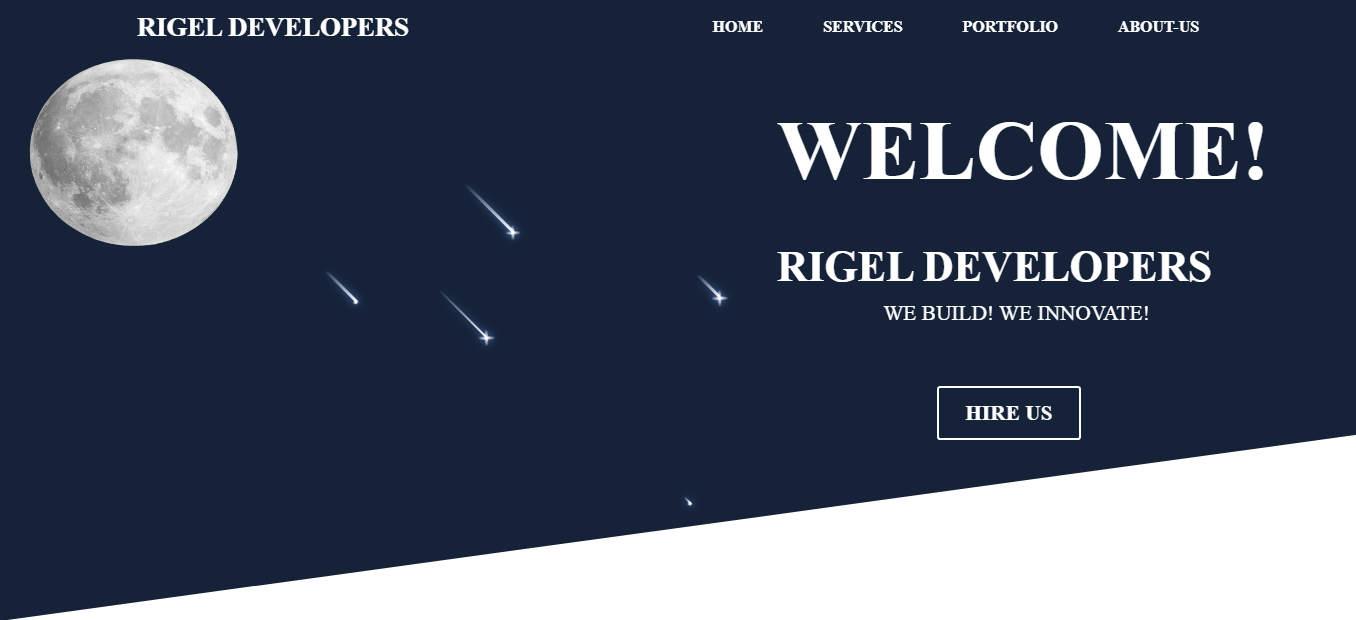 RIGEL DEVELOPERS
HOME SERVICES PORTFOLIO ABOUT-US
WELCOME!
RIGEL DEVELOPERS
WE BUILD! WE INNOVATE!
HIRE US